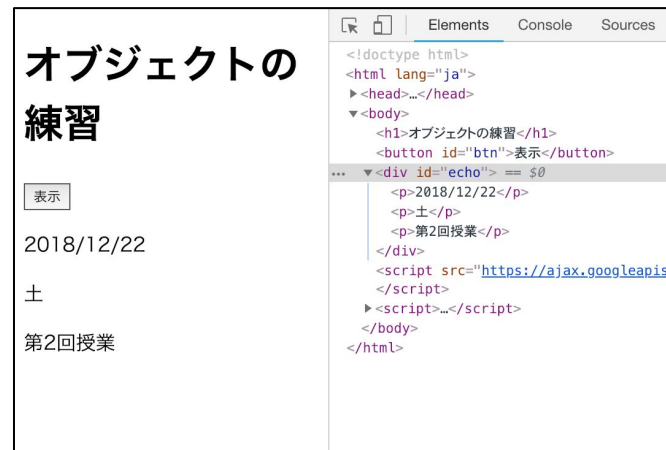 オブジェクトの
練習
表示
2018/12/22
土
第2回授業
Elements Console Sources
<!doctype html>
<html lang="ja">
<head>…</head>
<body>
<h1>オブジェクトの練習</h1>
<button id="btn">表示</button>
… <div id="echo"> == $0
<p>2018/12/22</p>
<p>土</p>
<p>第2回授業</p>
</div>
<script src="https://ajax.googleapis
</script>
<script>…</script>
</body>
</html>